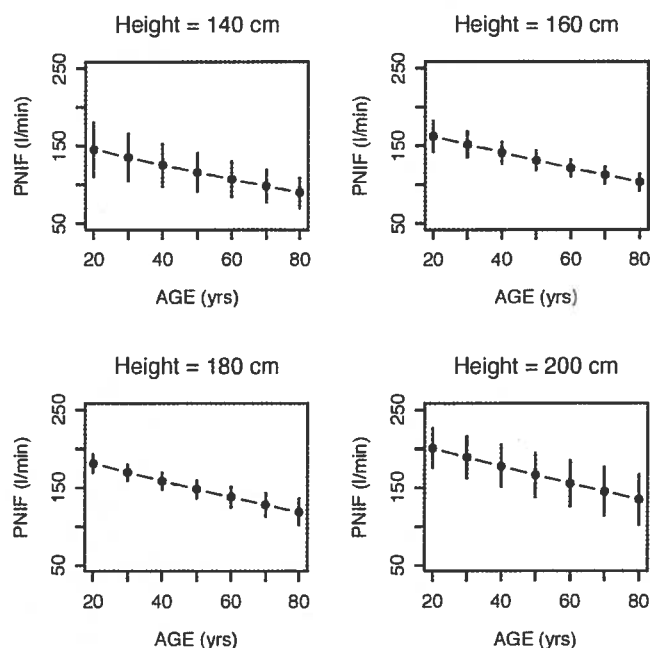 Height = 140 cm
PNIF (l/min)
250
150
50
20 40 60 80
AGE (yrs)
Height = 160 cm
PNIF (l/min)
250
150
50
20 40 60 80
AGE (yrs)
Height = 180 cm
PNIF (l/min)
250
150
50
20 40 60 80
AGE (yrs)
Height = 200 cm
PNIF (l/min)
250
150
50
20 40 60 80
AGE (yrs)